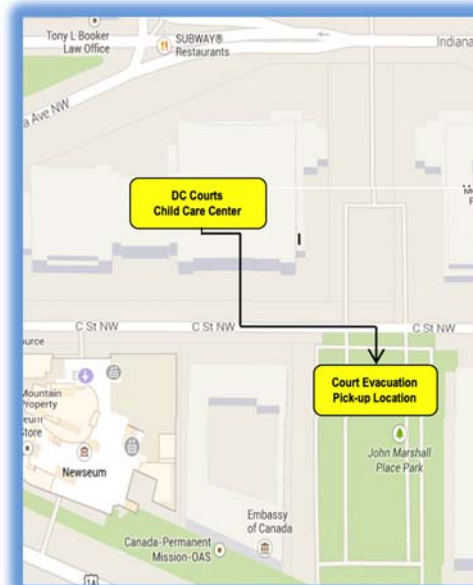 Tony L Booker
Law Office
SUBWAY®
Restaurants
Indiana
a Ave NW
DC Courts
Child Care Center
C St NW
C St NW
C St NW
Court Evacuation
Pick-up Location
John Marshall
Place Park
Mountain
Property
Store
Newseum
Embassy
of Canada
Canada-Permanent
Mission-OAS